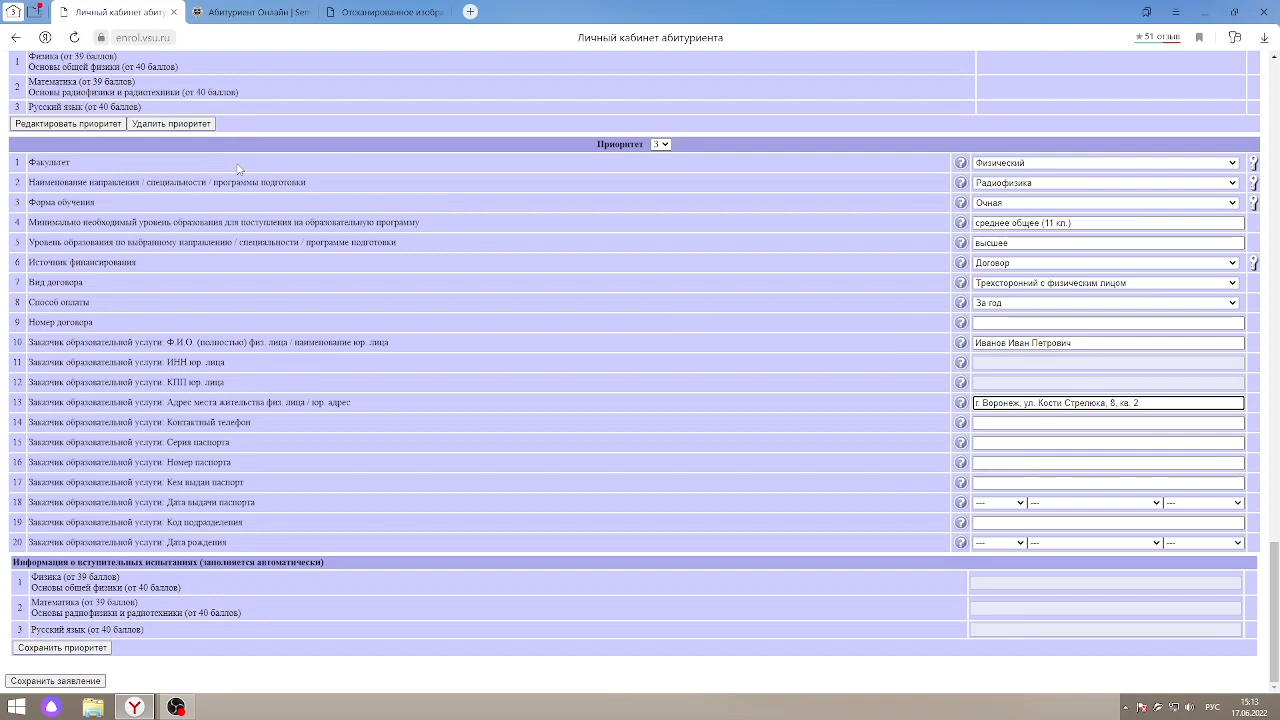 3
Личный кабинет абитуриен
Абитуриент Онлайн | Sem
Отсканированное изобра
enrol.vsu.ru
Личный кабинет абитуриента
★51 отзыв
1
Физика (от 39 баллов)
Основы общей физики (от 40 баллов)
2
Математика (от 39 баллов)
Основы радиофизики и радиотехники (от 40 баллов)
3 Русский язык (от 40 баллов)
Редактировать приоритет Удалить приоритет
Приоритет 3
1 Факультет ? Физический
2 Наименование направления / специальности / программы подготовки ? Радиофизика
3 Форма обучения ? Очная
4 Минимально необходимый уровень образования для поступления на образовательную программу ? среднее общее (11 кл.)
5 Уровень образования по выбранному направлению / специальности / программе подготовки ? высшее
6 Источник финансирования ? Договор
7 Вид договора ? Трехсторонний с физическим лицом
8 Способ оплаты ? За год
9 Номер договора ?
10 Заказчик образовательной услуги: Ф.И.О. (полностью) физ. лица / наименование юр. лица ? Иванов Иван Петрович
11 Заказчик образовательной услуги: ИНН юр. лица ?
12 Заказчик образовательной услуги: КПП юр. лица ?
13 Заказчик образовательной услуги: Адрес места жительства физ. лица / юр. адрес ? г. Воронеж, ул. Кости Стрелюка, 8, кв. 2
14 Заказчик образовательной услуги: Контактный телефон ?
15 Заказчик образовательной услуги: Серия паспорта ?
16 Заказчик образовательной услуги: Номер паспорта ?
17 Заказчик образовательной услуги: Кем выдан паспорт ?
18 Заказчик образовательной услуги: Дата выдачи паспорта ? --- --- ---
19 Заказчик образовательной услуги: Код подразделения ?
20 Заказчик образовательной услуги: Дата рождения ? --- --- ---
Информация о вступительных испытаниях (заполняется автоматически)
1
Физика (от 39 баллов)
Основы общей физики (от 40 баллов)
2
Математика (от 39 баллов)
Основы радиофизики и радиотехники (от 40 баллов)
3 Русский язык (от 40 баллов)
Сохранить приоритет
Сохранить заявление
РУС
15:13
17.06.2022